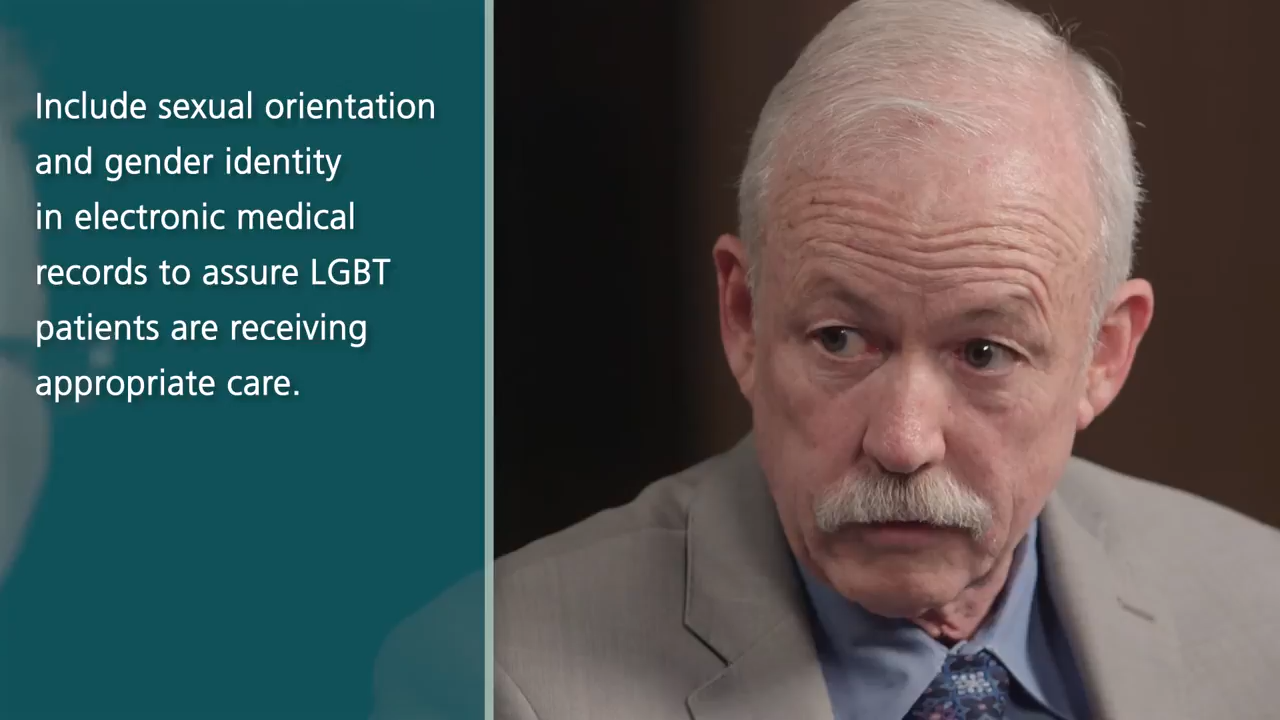 Include sexual orientation
and gender identity
in electronic medical
records to assure LGBT
patients are receiving
appropriate care.